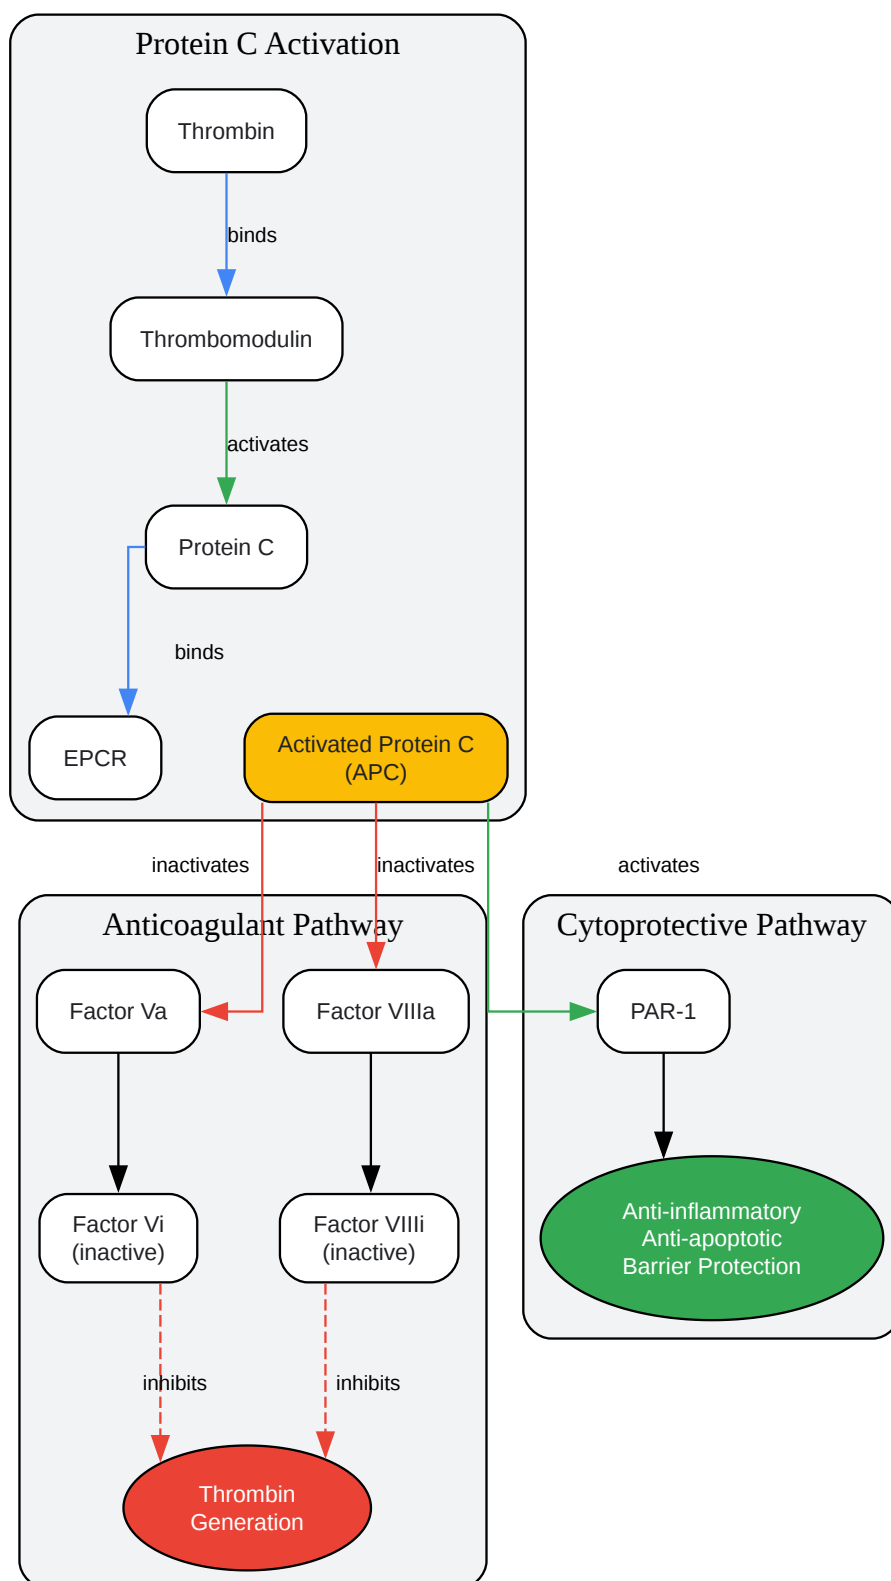 Protein C Activation
Thrombin
binds
Thrombomodulin
activates
Protein C
binds
EPCR
Activated Protein C
(APC)
inactivates
inactivates
activates
Anticoagulant Pathway
Cytoprotective Pathway
Factor Va
Factor VIIIa
PAR-1
Factor Vi
(inactive)
Factor VIIIi
(inactive)
Anti-inflammatory
Anti-apoptotic
Barrier Protection
inhibits
inhibits
Thrombin
Generation